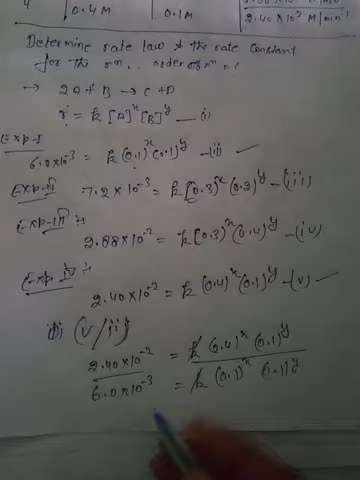 4 0.4 M 0.1 M 2.40 × 10⁻² M min⁻¹
Determine rate law & the rate constant
for the rxn . . order of rxn = ?
→ 2A + B → C + D
r = k [A]ˣ [B]ʸ —(i)
Exp-I
6.0×10⁻³ = k (0.1)ˣ (0.1)ʸ —(ii) ✓
Exp-II 7.2×10⁻³ = k[0.3)ˣ (0.2)ʸ —(iii)
Exp-III :-
2.88×10⁻² = k[0.3)ˣ (0.4)ʸ —(iv)
Exp IV :-
2.40×10⁻² = k (0.4)ˣ (0.1)ʸ —(v) ✓
(v/ii)
2.40×10⁻² = k (0.4)ˣ (0.1)ʸ
6.0×10⁻³ = k (0.1)ˣ (0.1)ʸ